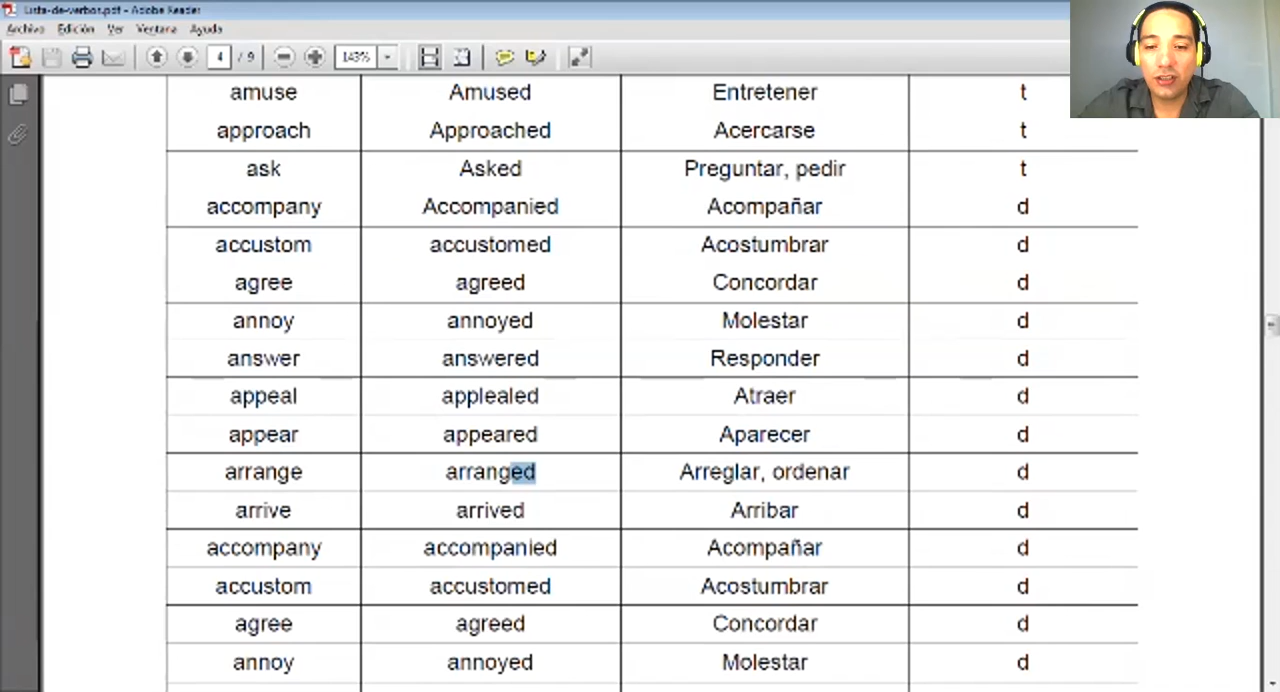 Lista-de-verbos.pdf - Adobe Reader
Archivo Edición Ver Ventana Ayuda
4 / 9 143%
amuse Amused Entretener t
approach Approached Acercarse t
ask Asked Preguntar, pedir t
accompany Accompanied Acompañar d
accustom accustomed Acostumbrar d
agree agreed Concordar d
annoy annoyed Molestar d
answer answered Responder d
appeal applealed Atraer d
appear appeared Aparecer d
arrange arranged Arreglar, ordenar d
arrive arrived Arribar d
accompany accompanied Acompañar d
accustom accustomed Acostumbrar d
agree agreed Concordar d
annoy annoyed Molestar d